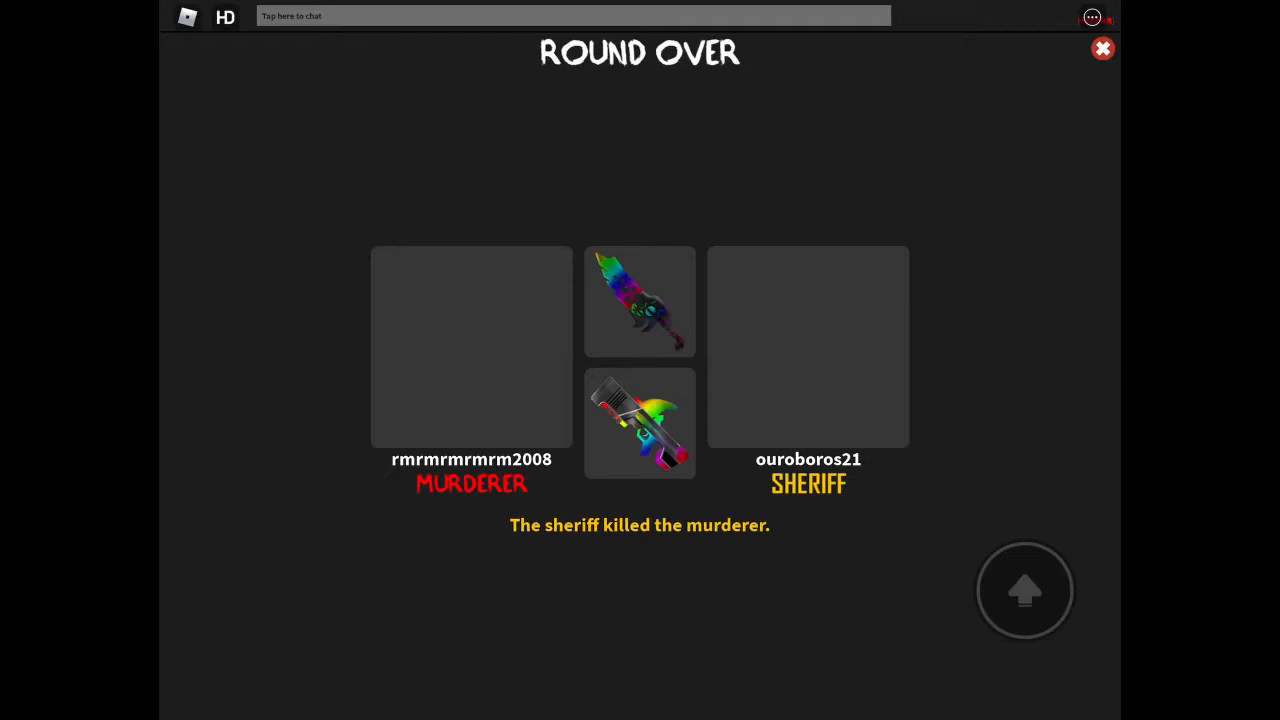 HD
Tap here to chat
ROUND OVER
rmrmrmrmrm2008
ouroboros21
MURDERER
SHERIFF
The sheriff killed the murderer.